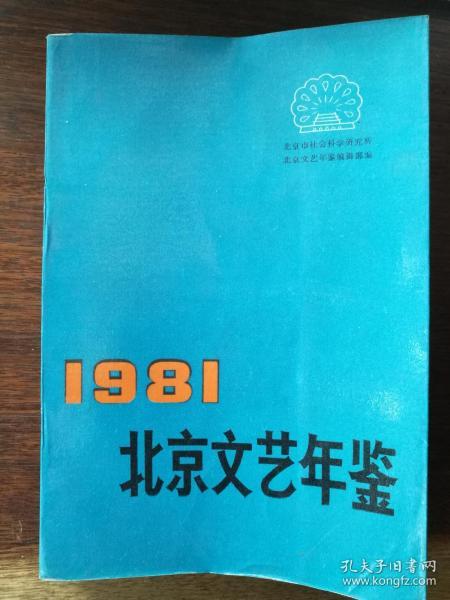 北京市社会科学研究所
北京文艺年鉴编辑部编
1981
北京文艺年鉴
孔夫子旧书网
www.kongfz.com